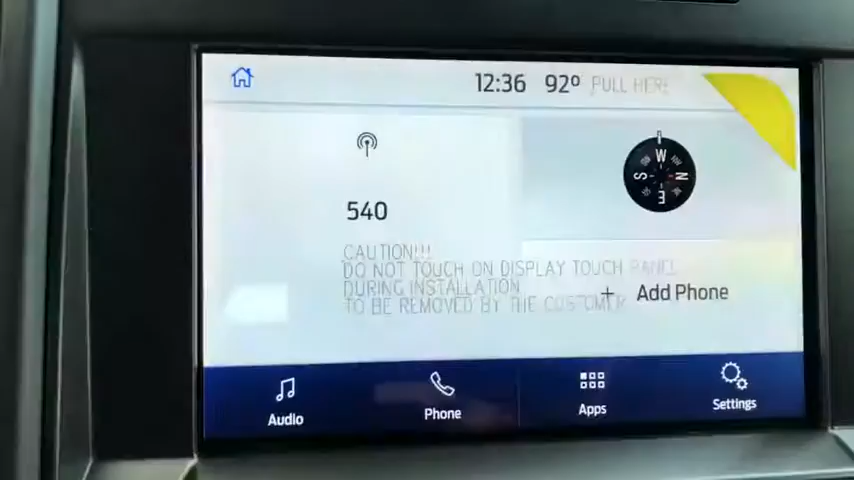 12:36 92° PULL HERE
540
CAUTION!!!
DO NOT TOUCH ON DISPLAY TOUCH PANEL
DURING INSTALLATION
TO BE REMOVED BY THE CUSTOMER
W
S N
E
+ Add Phone
Audio Phone Apps Settings